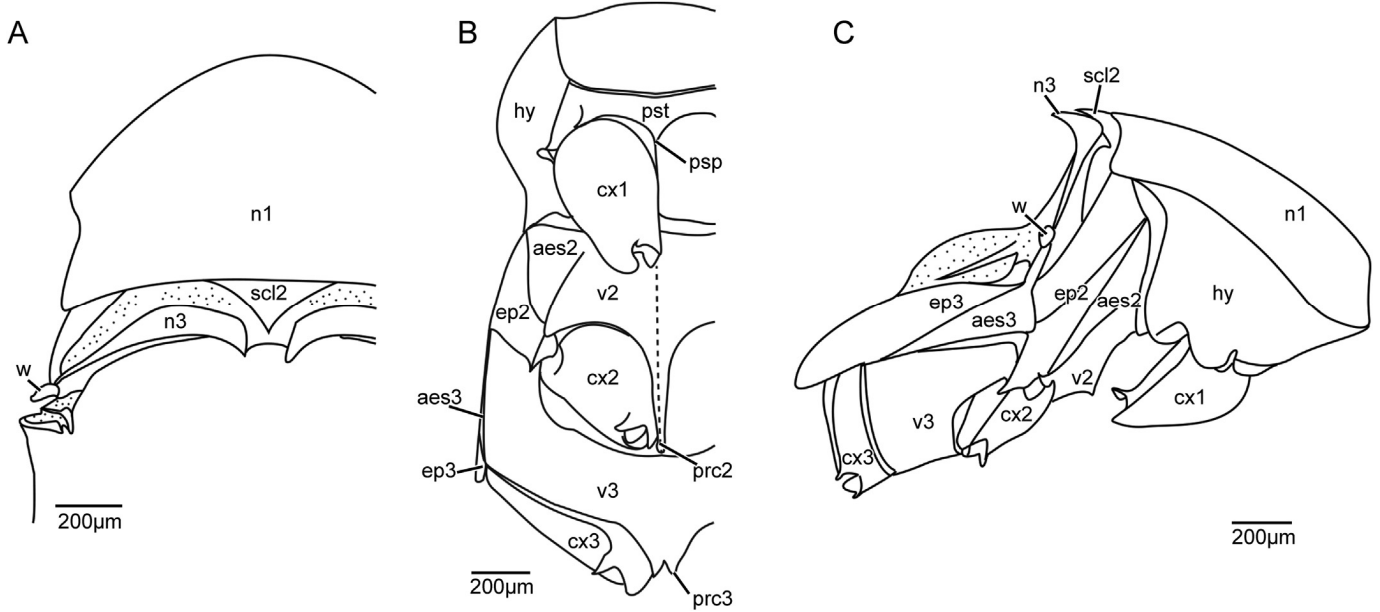 A
n1
scl2
n3
w
200µm
B
hy
pst
psp
cx1
aes2
v2
ep2
cx2
aes3
ep3
prc2
v3
cx3
prc3
200µm
C
n3
scl2
w
n1
hy
ep3
aes3
ep2
aes2
v2
cx1
v3
cx2
cx3
200µm